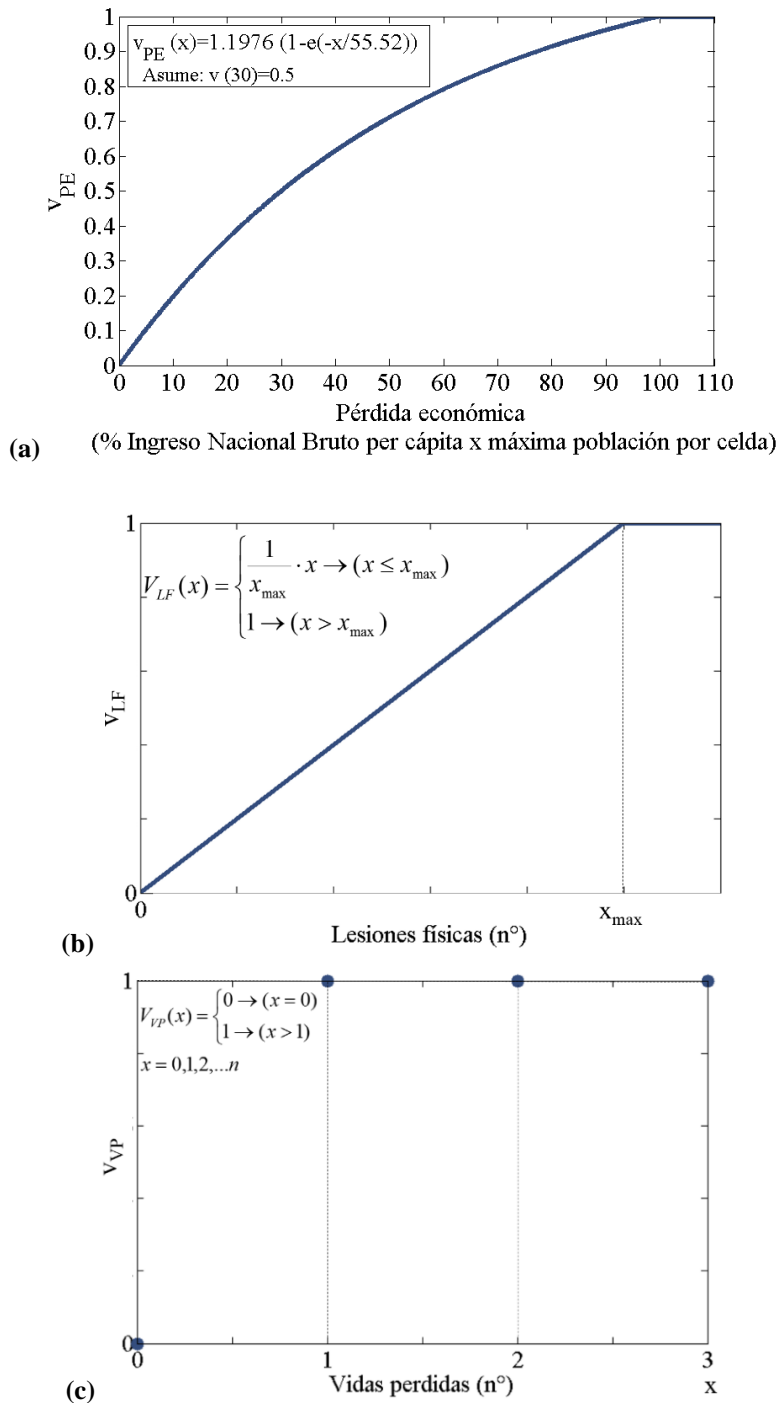 1
0.9
0.8
0.7
0.6
0.5
0.4
0.3
0.2
0.1
0
v_PE (x)=1.1976 (1-e(-x/55.52))
Asume: v (30)=0.5
v_PE
0 10 20 30 40 50 60 70 80 90 100 110
Pérdida económica
(a) (% Ingreso Nacional Bruto per cápita x máxima población por celda)
1
V_LF(x) = { 1/x_max · x → (x ≤ x_max)
1 → (x > x_max)
v_LF
0
0 x_max
(b) Lesiones físicas (n°)
1
V_VP(x) = { 0 → (x = 0)
1 → (x > 1)
x = 0,1,2,...n
v_VP
0
0 1 2 3
(c) Vidas perdidas (n°) x